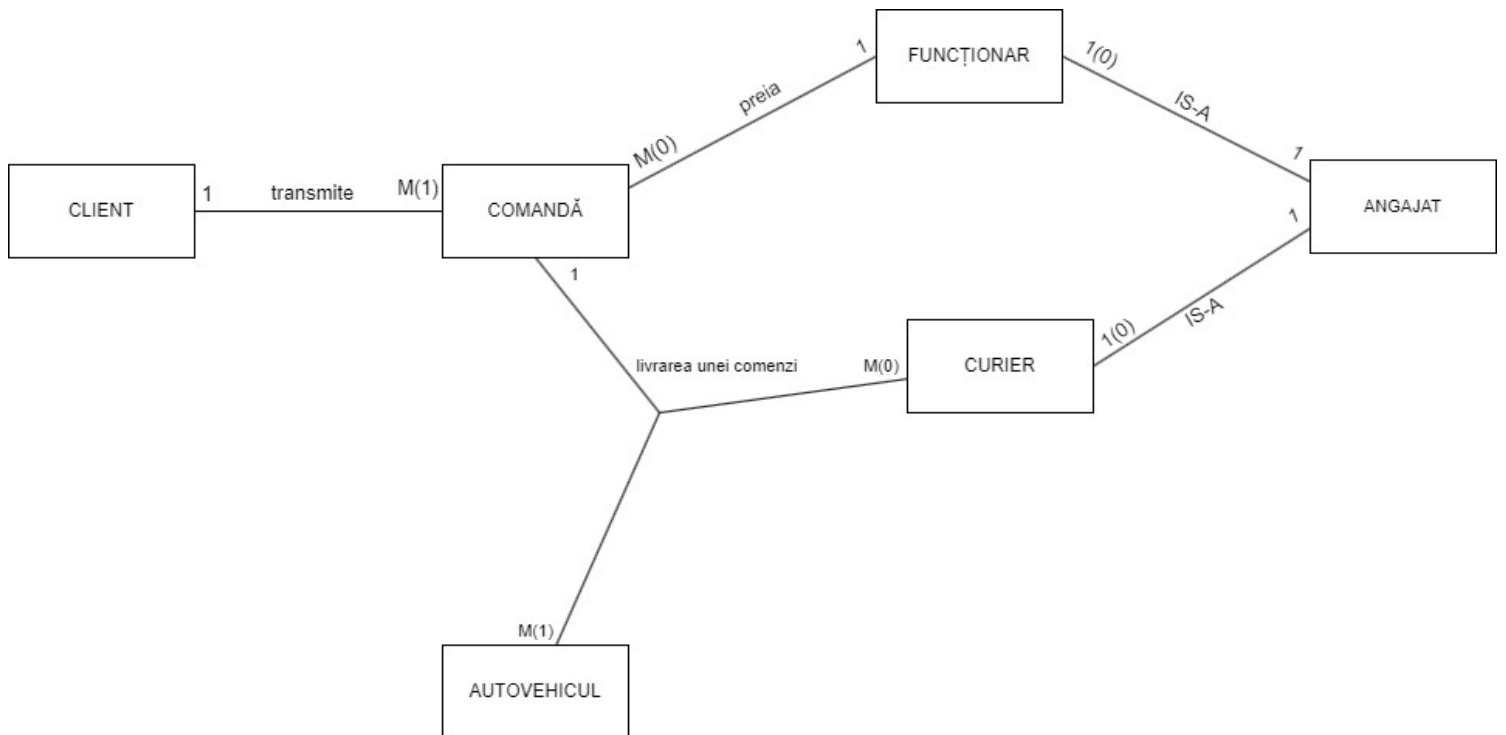 FUNCȚIONAR
1
1(0)
preia
IS-A
M(0)
1
CLIENT
1
transmite
M(1)
COMANDĂ
ANGAJAT
1
1
IS-A
1(0)
CURIER
livrarea unei comenzi
M(0)
M(1)
AUTOVEHICUL